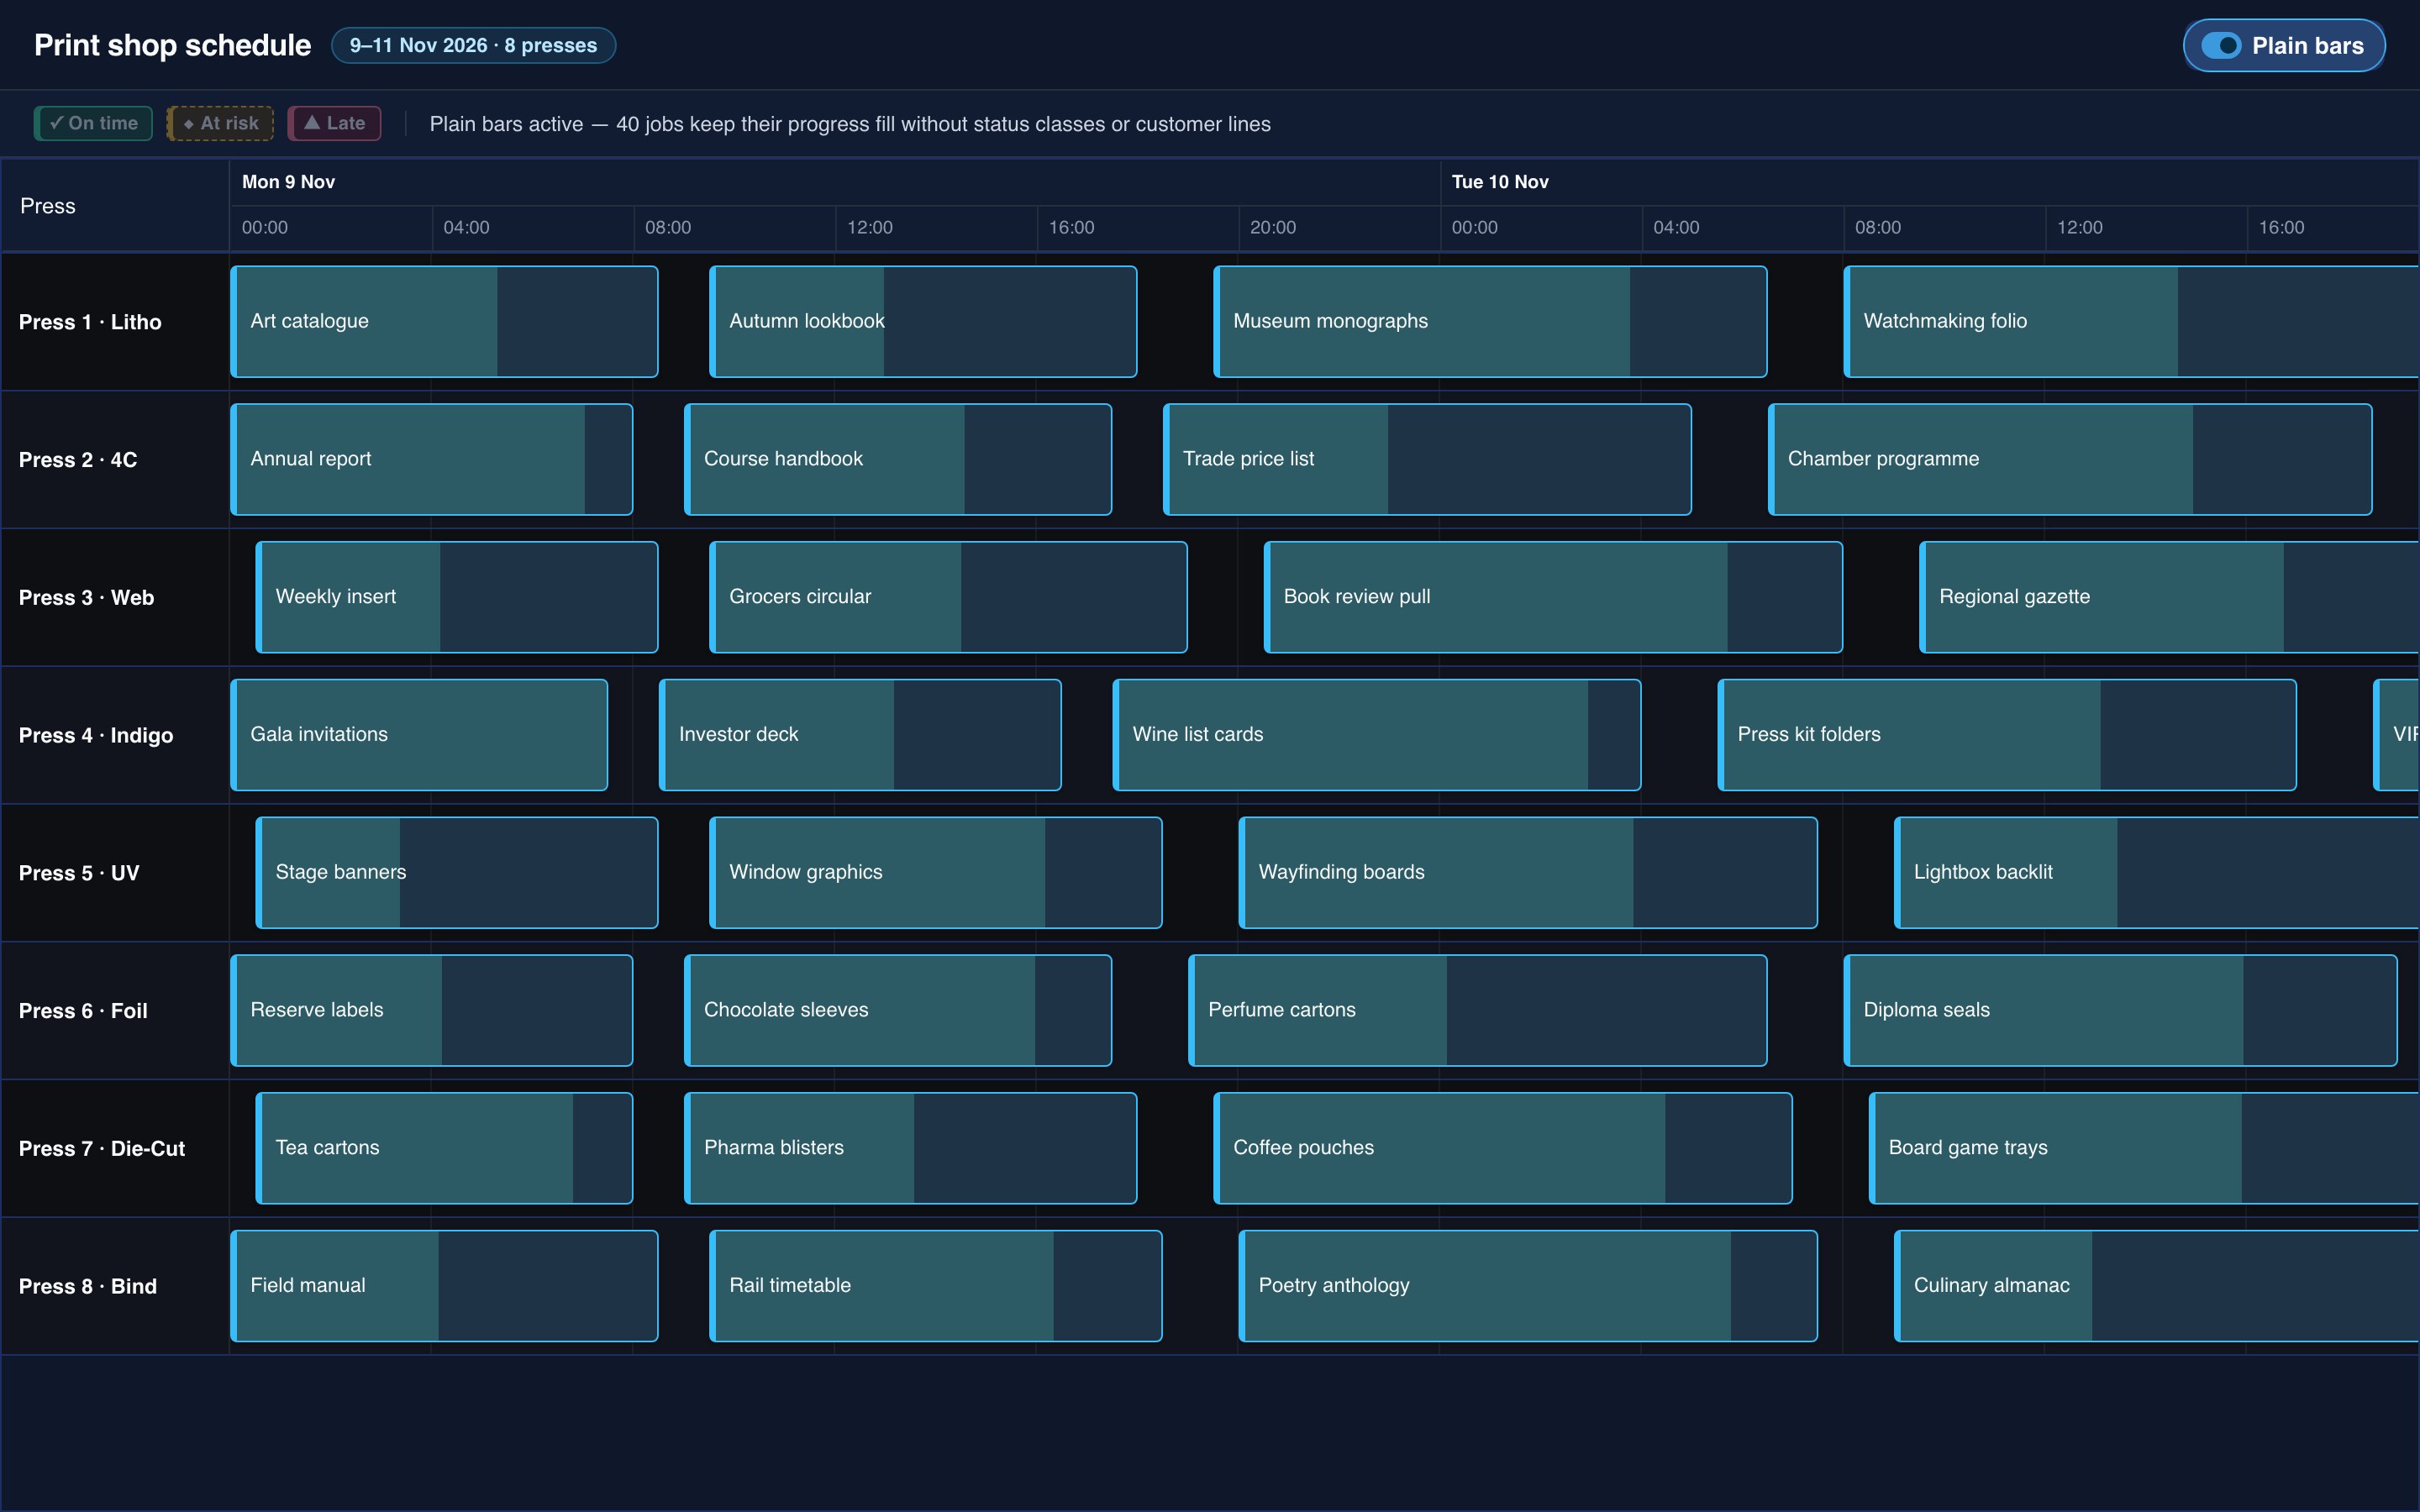 Print shop schedule
9–11 Nov 2026 · 8 presses
Plain bars
✓ On time
◆ At risk
▲ Late
Plain bars active — 40 jobs keep their progress fill without status classes or customer lines
Press
Mon 9 Nov
Tue 10 Nov
00:00 04:00 08:00 12:00 16:00 20:00 00:00 04:00 08:00 12:00 16:00
Press 1 · Litho
Art catalogue
Autumn lookbook
Museum monographs
Watchmaking folio
Press 2 · 4C
Annual report
Course handbook
Trade price list
Chamber programme
Press 3 · Web
Weekly insert
Grocers circular
Book review pull
Regional gazette
Press 4 · Indigo
Gala invitations
Investor deck
Wine list cards
Press kit folders
Press 5 · UV
Stage banners
Window graphics
Wayfinding boards
Lightbox backlit
Press 6 · Foil
Reserve labels
Chocolate sleeves
Perfume cartons
Diploma seals
Press 7 · Die-Cut
Tea cartons
Pharma blisters
Coffee pouches
Board game trays
Press 8 · Bind
Field manual
Rail timetable
Poetry anthology
Culinary almanac